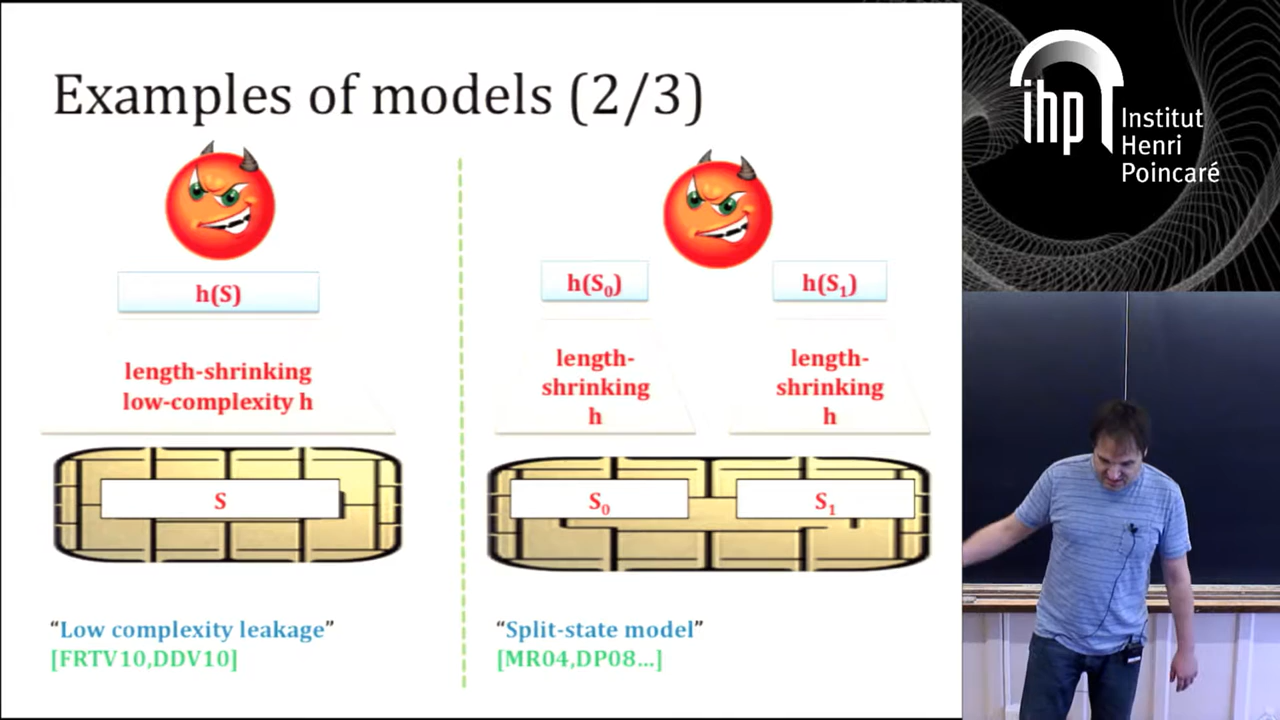 Examples of models (2/3)
h(S)
length-shrinking
low-complexity h
S
"Low complexity leakage"
[FRTV10,DDV10]
h(S₀)
h(S₁)
length-
shrinking
h
length-
shrinking
h
S₀
S₁
"Split-state model"
[MR04,DP08...]
ihp
Institut
Henri
Poincaré